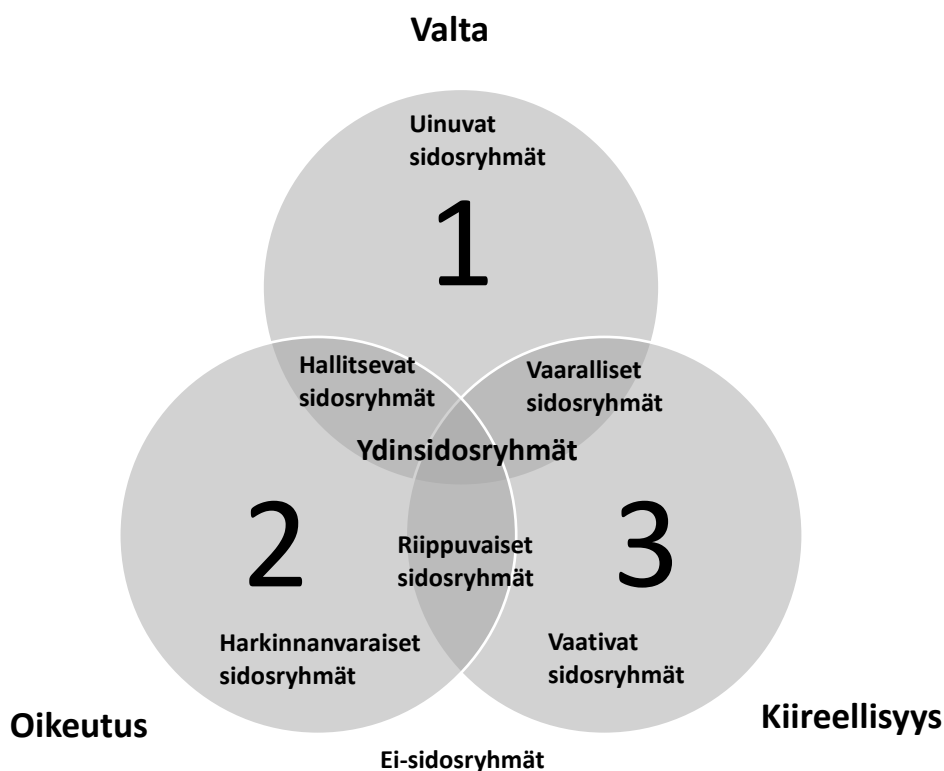 Valta
Uinuvat
sidosryhmät
1
Hallitsevat
sidosryhmät
Vaaralliset
sidosryhmät
Ydinsidosryhmät
2
3
Riippuvaiset
sidosryhmät
Harkinnanvaraiset
sidosryhmät
Vaativat
sidosryhmät
Oikeutus
Kiireellisyys
Ei-sidosryhmät